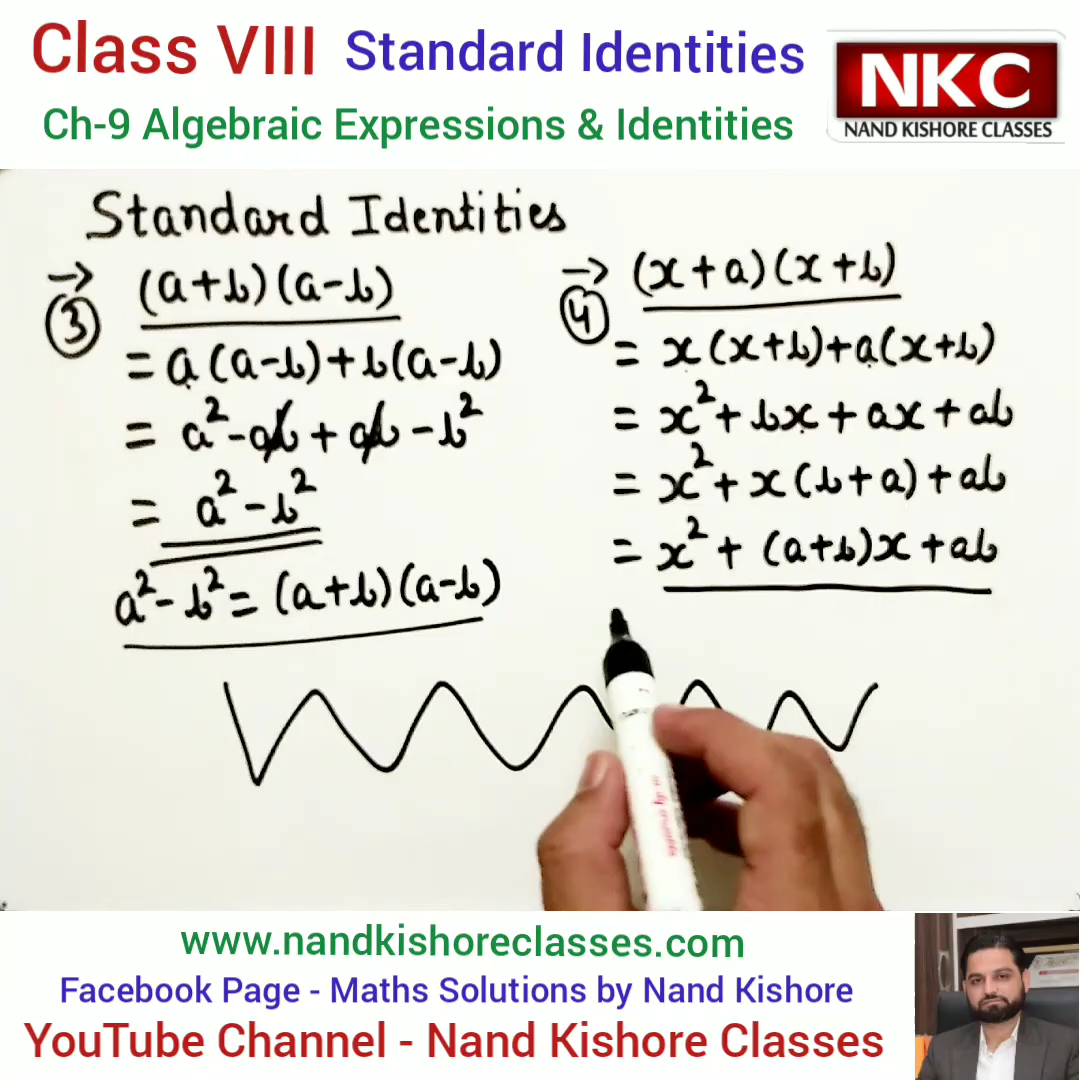 Class VIII Standard Identities
Ch-9 Algebraic Expressions & Identities
NKC
NAND KISHORE CLASSES
Standard Identities
→ (a+b)(a-b)
③
= a(a-b)+b(a-b)
= a²-ab+ab-b²
= a²-b²
a²-b²=(a+b)(a-b)
→ (x+a)(x+b)
④
= x(x+b)+a(x+b)
= x²+bx+ax+ab
= x²+x(b+a)+ab
= x²+(a+b)x+ab
www.nandkishoreclasses.com
Facebook Page - Maths Solutions by Nand Kishore
YouTube Channel - Nand Kishore Classes